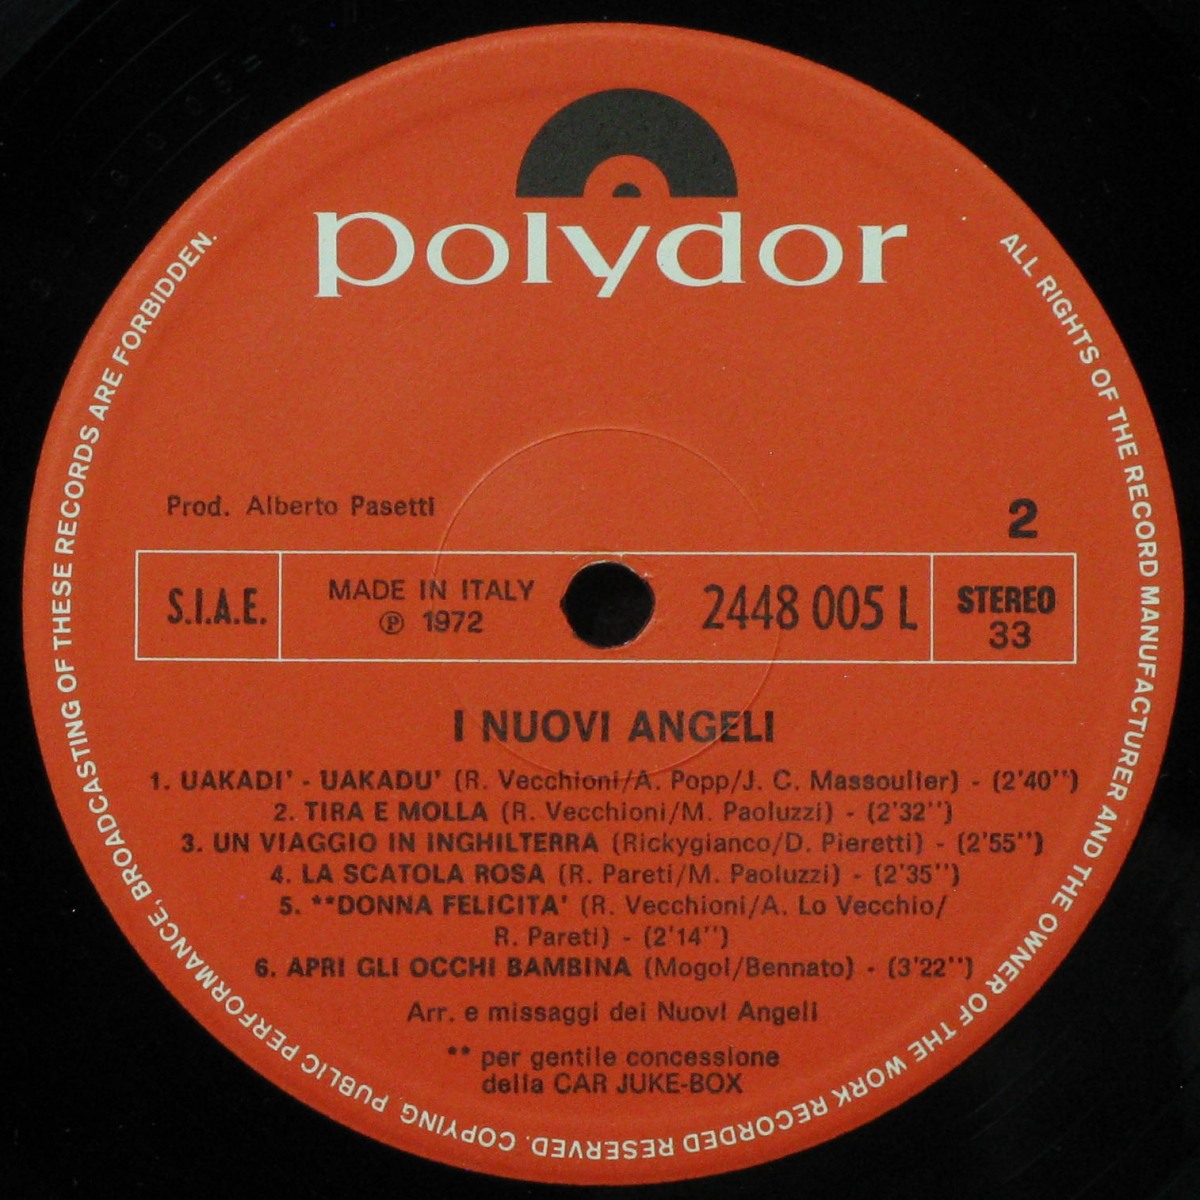 polydor
ALL RIGHTS OF THE RECORD MANUFACTURER AND THE OWNER OF THE WORK RECORDED RESERVED. COPYING, PUBLIC PERFORMANCE, BROADCASTING OF THESE RECORDS ARE FORBIDDEN.
Prod. Alberto Pasetti
2
S.I.A.E.
MADE IN ITALY
℗ 1972
2448 005 L
STEREO
33
I NUOVI ANGELI
1. UAKADI' - UAKADU' (R. Vecchioni/A. Popp/J. C. Massoulier) - (2'40'')
2. TIRA E MOLLA (R. Vecchioni/M. Paoluzzi) - (2'32'')
3. UN VIAGGIO IN INGHILTERRA (Rickygianco/D. Pieretti) - (2'55'')
4. LA SCATOLA ROSA (R. Pareti/M. Paoluzzi) - (2'35'')
5. **DONNA FELICITA' (R. Vecchioni/A. Lo Vecchio/
R. Pareti) - (2'14'')
6. APRI GLI OCCHI BAMBINA (Mogol/Bennato) - (3'22'')
Arr. e missaggi dei Nuovi Angeli
** per gentile concessione
della CAR JUKE-BOX